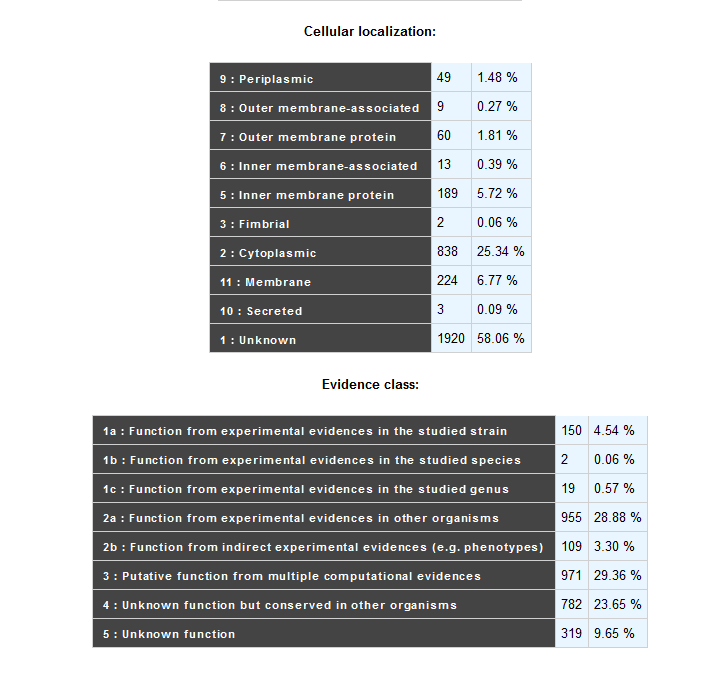 Cellular localization:
9 : Periplasmic 49 1.48 %
8 : Outer membrane-associated 9 0.27 %
7 : Outer membrane protein 60 1.81 %
6 : Inner membrane-associated 13 0.39 %
5 : Inner membrane protein 189 5.72 %
3 : Fimbrial 2 0.06 %
2 : Cytoplasmic 838 25.34 %
11 : Membrane 224 6.77 %
10 : Secreted 3 0.09 %
1 : Unknown 1920 58.06 %
Evidence class:
1a : Function from experimental evidences in the studied strain 150 4.54 %
1b : Function from experimental evidences in the studied species 2 0.06 %
1c : Function from experimental evidences in the studied genus 19 0.57 %
2a : Function from experimental evidences in other organisms 955 28.88 %
2b : Function from indirect experimental evidences (e.g. phenotypes) 109 3.30 %
3 : Putative function from multiple computational evidences 971 29.36 %
4 : Unknown function but conserved in other organisms 782 23.65 %
5 : Unknown function 319 9.65 %